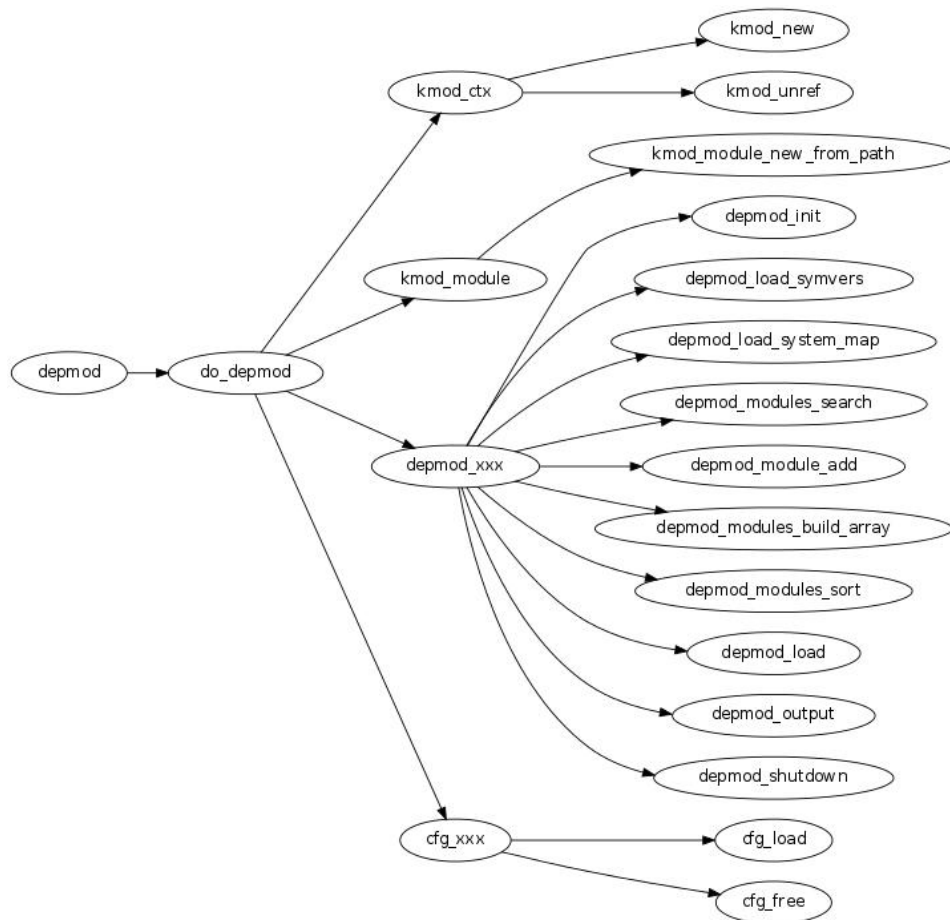 kmod_new
kmod_ctx
kmod_unref
kmod_module_new_from_path
depmod_init
kmod_module
depmod_load_symvers
depmod_load_system_map
depmod
do_depmod
depmod_modules_search
depmod_xxx
depmod_module_add
depmod_modules_build_array
depmod_modules_sort
depmod_load
depmod_output
depmod_shutdown
cfg_xxx
cfg_load
cfg_free